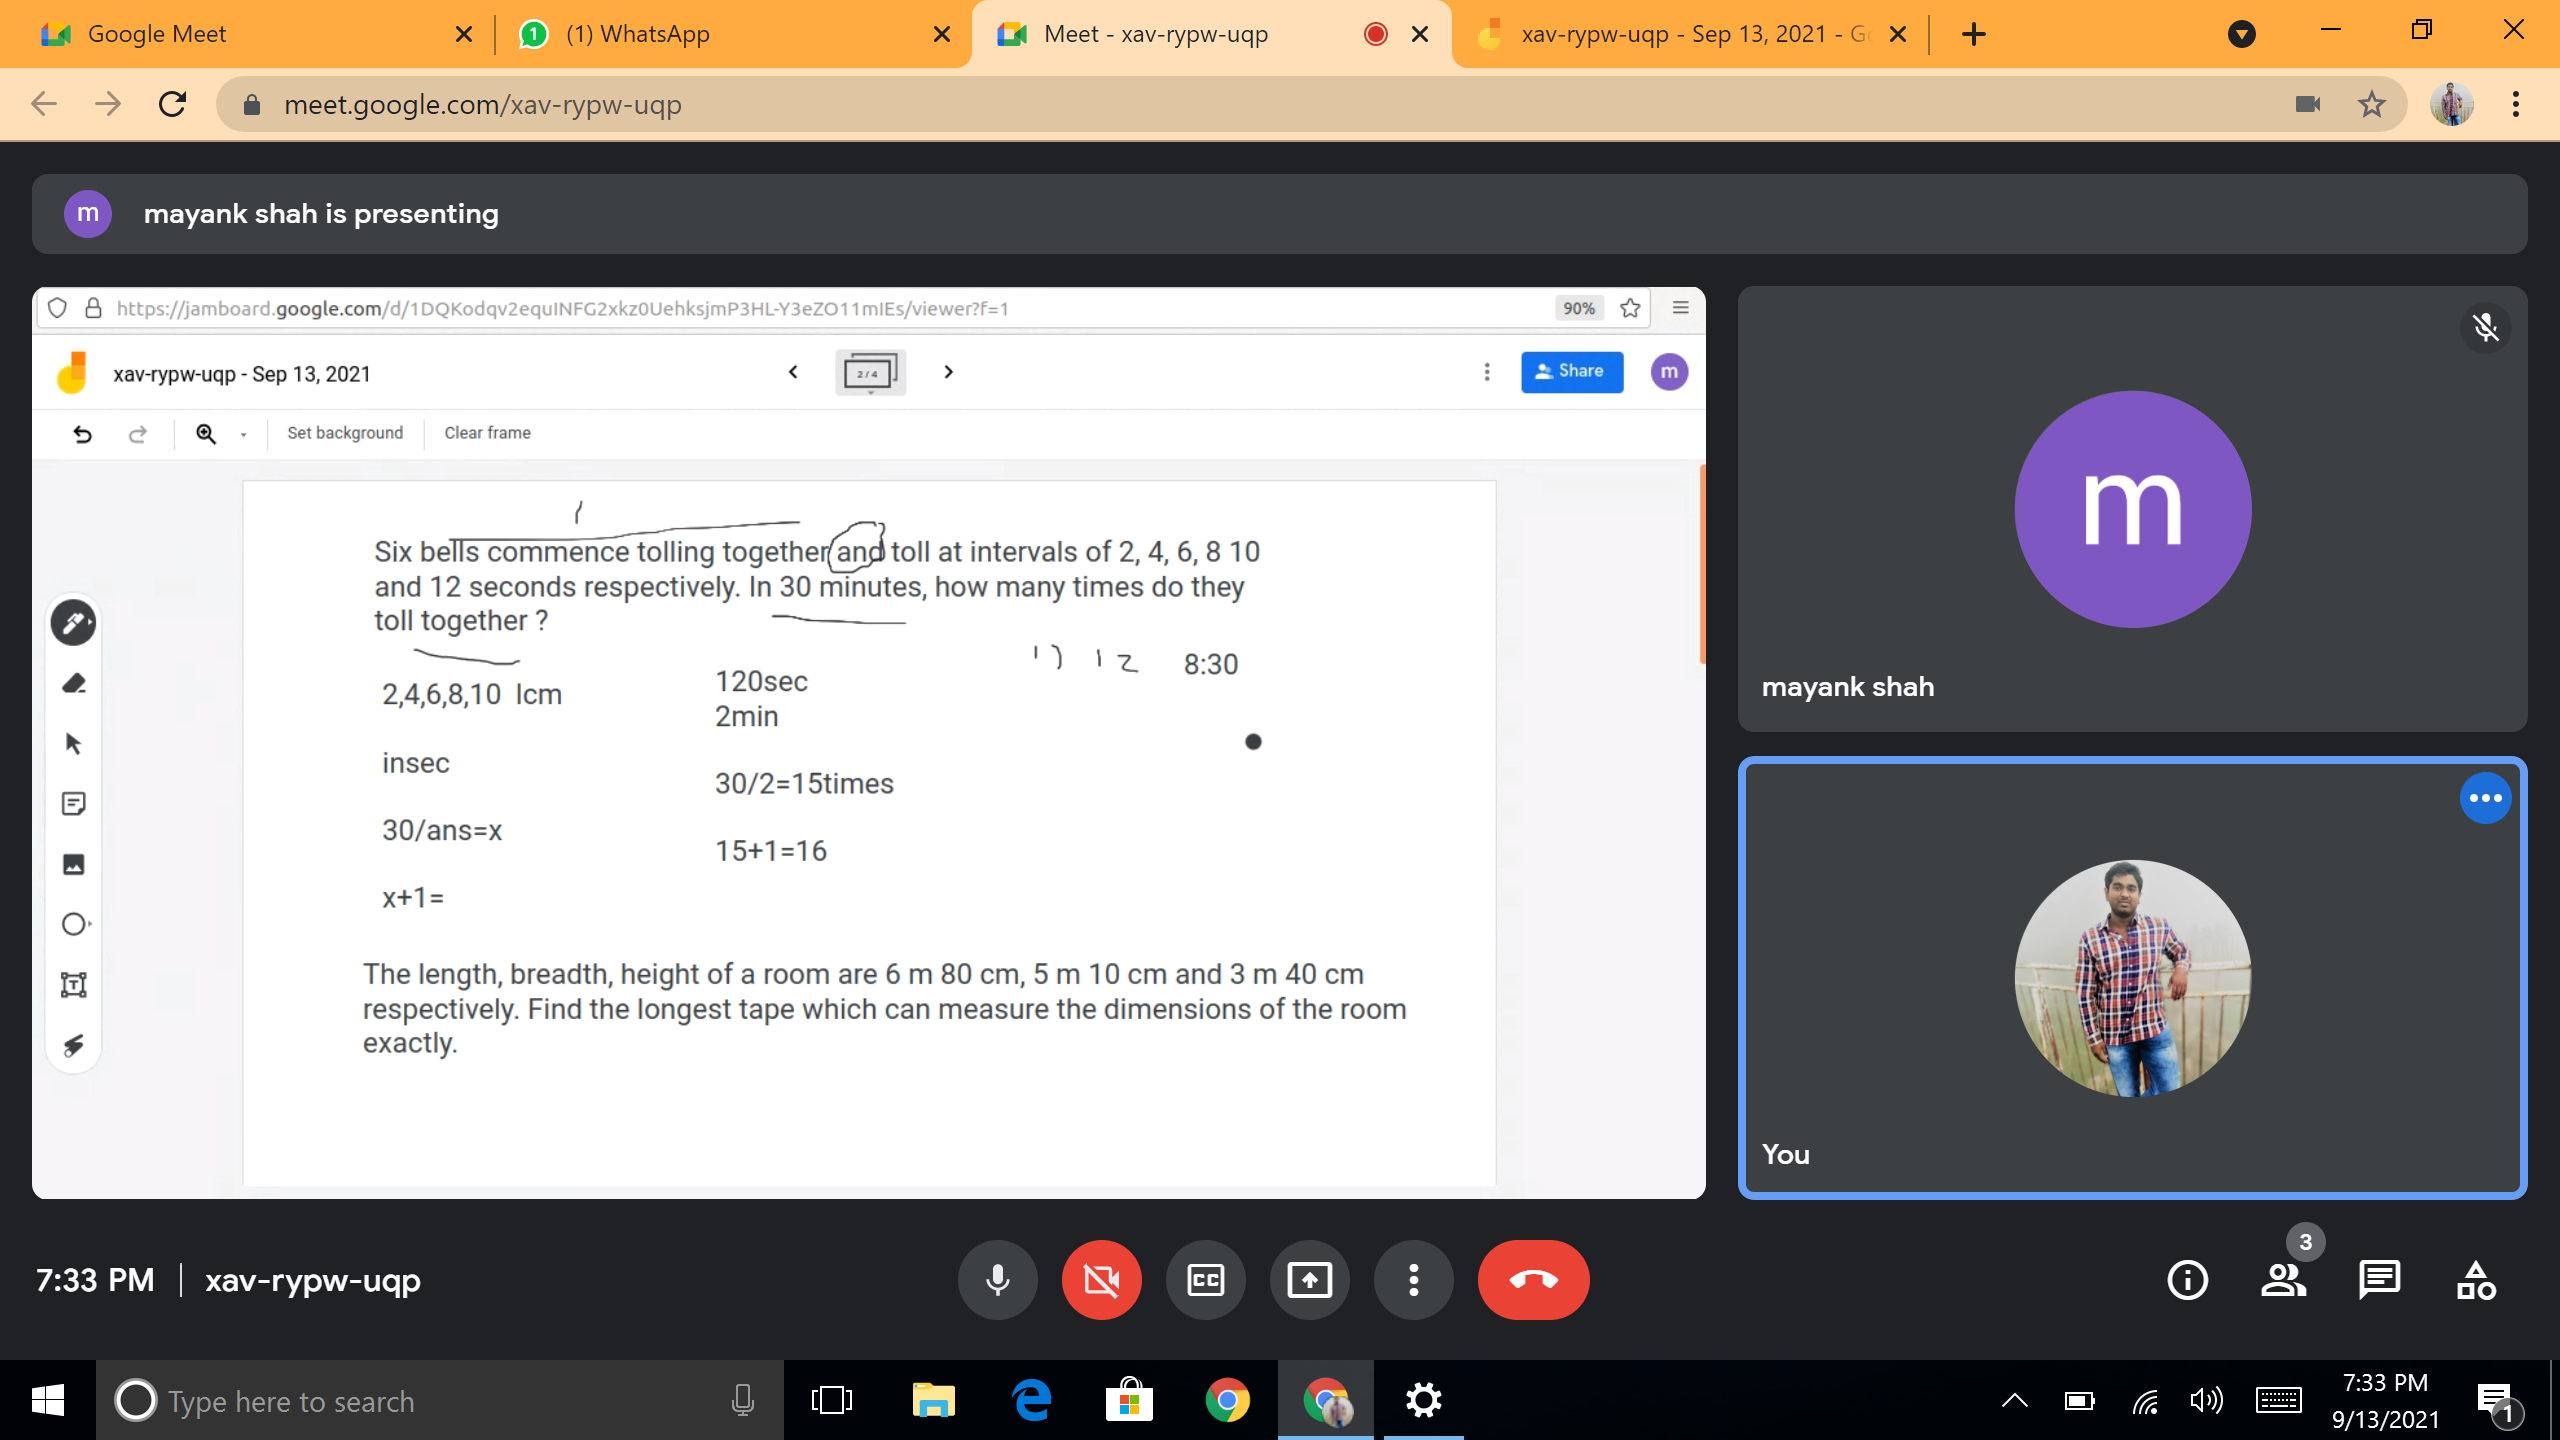 Google Meet
1
(1) WhatsApp
Meet - xav-rypw-uqp
xav-rypw-uqp - Sep 13, 2021 - G
meet.google.com/xav-rypw-uqp
m
mayank shah is presenting
https://jamboard.google.com/d/1DQKodqv2equINFG2xkz0UehksjmP3HL-Y3eZO11mIEs/viewer?f=1
90%
xav-rypw-uqp - Sep 13, 2021
2 / 4
Share
m
Set background
Clear frame
Six bells commence tolling together and toll at intervals of 2, 4, 6, 8 10
and 12 seconds respectively. In 30 minutes, how many times do they
toll together ?
12 8:30
2,4,6,8,10 lcm
120sec
2min
insec
30/2=15times
30/ans=x
15+1=16
x+1=
The length, breadth, height of a room are 6 m 80 cm, 5 m 10 cm and 3 m 40 cm
respectively. Find the longest tape which can measure the dimensions of the room
exactly.
m
mayank shah
You
7:33 PM
xav-rypw-uqp
CC
3
Type here to search
7:33 PM
9/13/2021
1